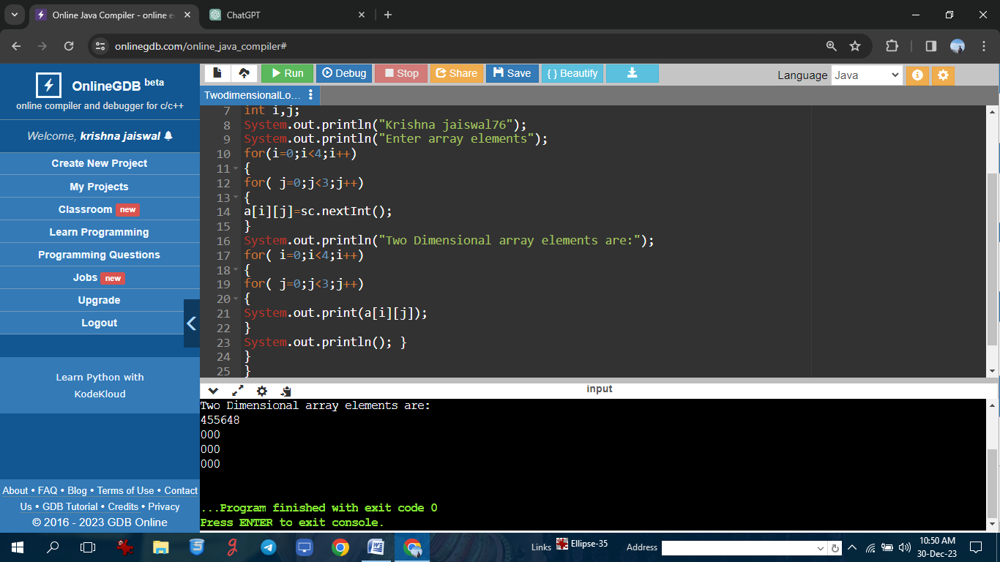 Online Java Compiler - online e
ChatGPT
onlinegdb.com/online_java_compiler#
OnlineGDB beta
online compiler and debugger for c/c++
Welcome, krishna jaiswal
Create New Project
My Projects
Classroom new
Learn Programming
Programming Questions
Jobs new
Upgrade
Logout
Learn Python with
KodeKloud
About • FAQ • Blog • Terms of Use • Contact
Us • GDB Tutorial • Credits • Privacy
© 2016 - 2023 GDB Online
Run Debug Stop Share Save { } Beautify
Language Java
TwodimensionalLo...
7 int i,j;
8 System.out.println("Krishna jaiswal76");
9 System.out.println("Enter array elements");
10 for(i=0;i<4;i++)
11 {
12 for( j=0;j<3;j++)
13 {
14 a[i][j]=sc.nextInt();
15 }
16 System.out.println("Two Dimensional array elements are:");
17 for( i=0;i<4;i++)
18 {
19 for( j=0;j<3;j++)
20 {
21 System.out.print(a[i][j]);
22 }
23 System.out.println(); }
24 }
25 }
input
Two Dimensional array elements are:
455648
000
000
000
...Program finished with exit code 0
Press ENTER to exit console.
Links Ellipse-35 Address
10:50 AM
30-Dec-23